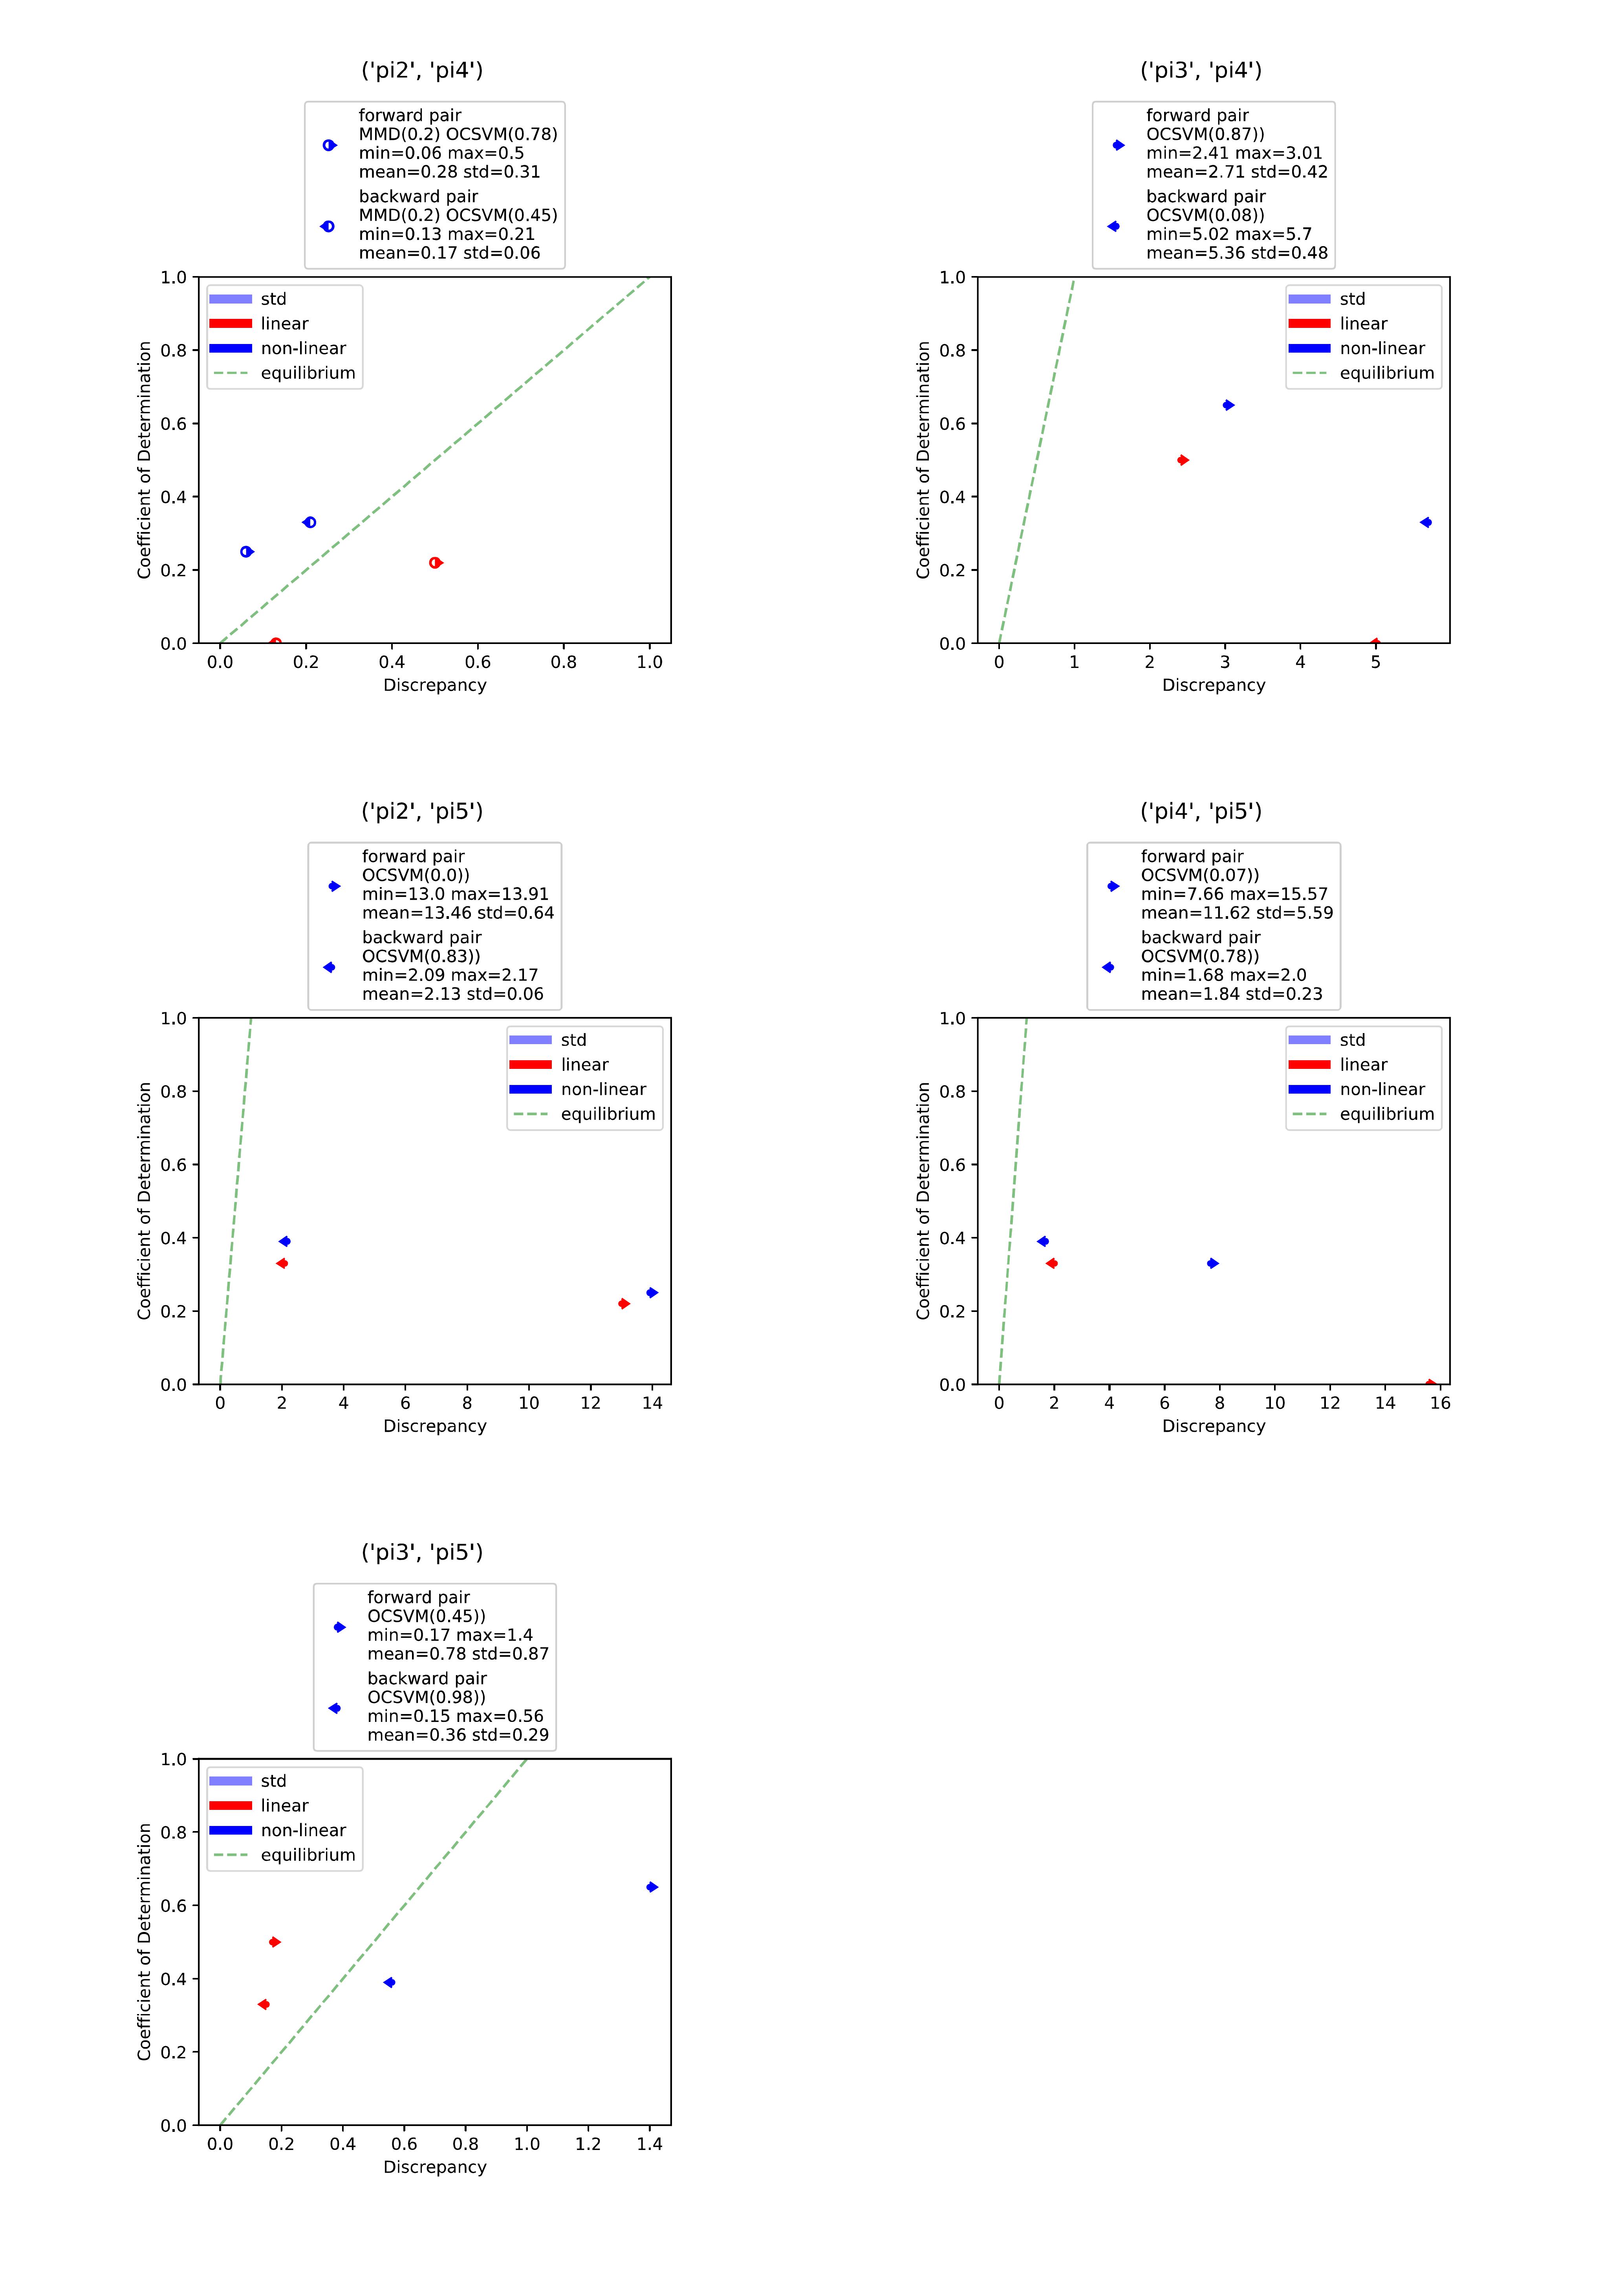 ('pi2', 'pi4')
forward pair
MMD(0.2) OCSVM(0.78)
min=0.06 max=0.5
mean=0.28 std=0.31
backward pair
MMD(0.2) OCSVM(0.45)
min=0.13 max=0.21
mean=0.17 std=0.06
std
linear
non-linear
equilibrium
1.0
0.8
0.6
0.4
0.2
0.0
Coefficient of Determination
0.0 0.2 0.4 0.6 0.8 1.0
Discrepancy
('pi3', 'pi4')
forward pair
OCSVM(0.87))
min=2.41 max=3.01
mean=2.71 std=0.42
backward pair
OCSVM(0.08))
min=5.02 max=5.7
mean=5.36 std=0.48
std
linear
non-linear
equilibrium
1.0
0.8
0.6
0.4
0.2
0.0
Coefficient of Determination
0 1 2 3 4 5
Discrepancy
('pi2', 'pi5')
forward pair
OCSVM(0.0))
min=13.0 max=13.91
mean=13.46 std=0.64
backward pair
OCSVM(0.83))
min=2.09 max=2.17
mean=2.13 std=0.06
std
linear
non-linear
equilibrium
1.0
0.8
0.6
0.4
0.2
0.0
Coefficient of Determination
0 2 4 6 8 10 12 14
Discrepancy
('pi4', 'pi5')
forward pair
OCSVM(0.07))
min=7.66 max=15.57
mean=11.62 std=5.59
backward pair
OCSVM(0.78))
min=1.68 max=2.0
mean=1.84 std=0.23
std
linear
non-linear
equilibrium
1.0
0.8
0.6
0.4
0.2
0.0
Coefficient of Determination
0 2 4 6 8 10 12 14 16
Discrepancy
('pi3', 'pi5')
forward pair
OCSVM(0.45))
min=0.17 max=1.4
mean=0.78 std=0.87
backward pair
OCSVM(0.98))
min=0.15 max=0.56
mean=0.36 std=0.29
std
linear
non-linear
equilibrium
1.0
0.8
0.6
0.4
0.2
0.0
Coefficient of Determination
0.0 0.2 0.4 0.6 0.8 1.0 1.2 1.4
Discrepancy